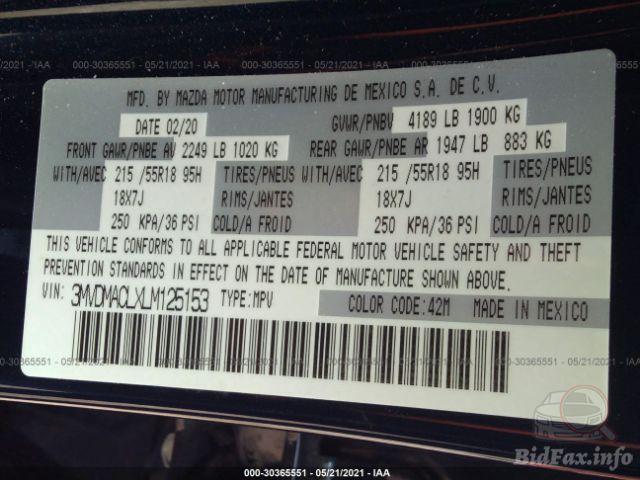 000-30365551 - 05/21/2021 - IAA
MFD. BY MAZDA MOTOR MANUFACTURING DE MEXICO S.A. DE C.V.
DATE 02/20 GVWR/PNBV 4189 LB 1900 KG
FRONT GAWR/PNBE AV 2249 LB 1020 KG REAR GAWR/PNBE AR 1947 LB 883 KG
WITH/AVEC 215 /55R18 95H TIRES/PNEUS WITH/AVEC 215 /55R18 95H TIRES/PNEUS
18X7J RIMS/JANTES 18X7J RIMS/JANTES
250 KPA/36 PSI COLD/A FROID 250 KPA/36 PSI COLD/A FROID
THIS VEHICLE CONFORMS TO ALL APPLICABLE FEDERAL MOTOR VEHICLE SAFETY AND THEFT
PREVENTION STANDARDS IN EFFECT ON THE DATE OF MANUFACTURE SHOWN ABOVE.
VIN: 3MVDMACLXLM125153 TYPE:MPV COLOR CODE:42M MADE IN MEXICO
000-30365551 - 05/21/2021 - IAA
BidFax.info
000-30365551 - 05/21/2021 - IAA